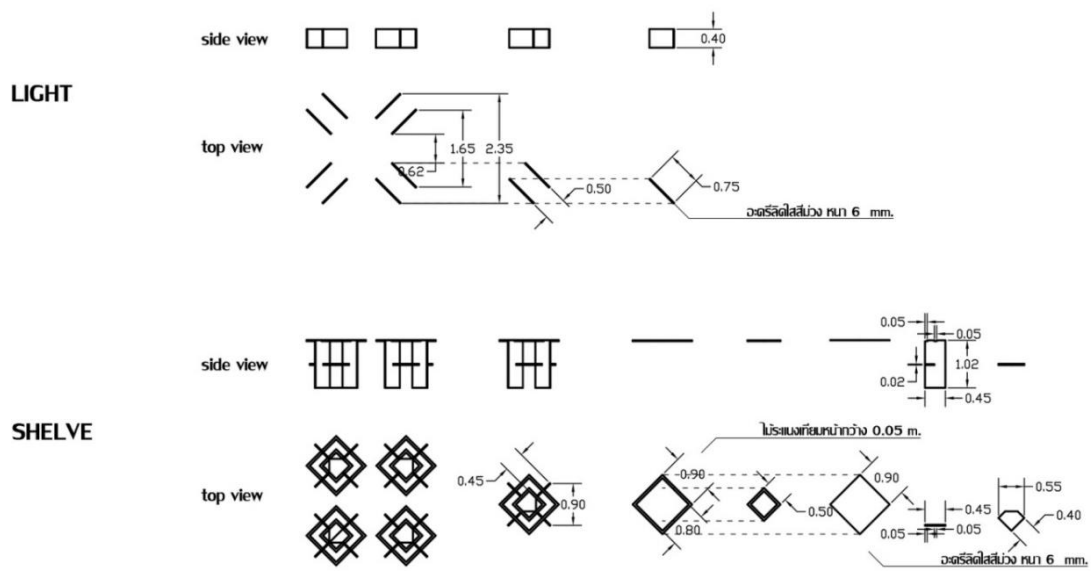 side view
0.40
LIGHT
top view
0.62
1.65
2.35
0.50
0.75
อะครีลิคใสสีม่วง หนา 6 mm.
0.05
0.05
side view
1.02
0.02
0.45
SHELVE
ไม้ระแนงเทียมหน้ากว้าง 0.05 m.
top view
0.45
0.90
0.90
0.80
0.50
0.90
0.45
0.05
0.05
0.55
0.40
อะครีลิคใสสีม่วง หนา 6 mm.